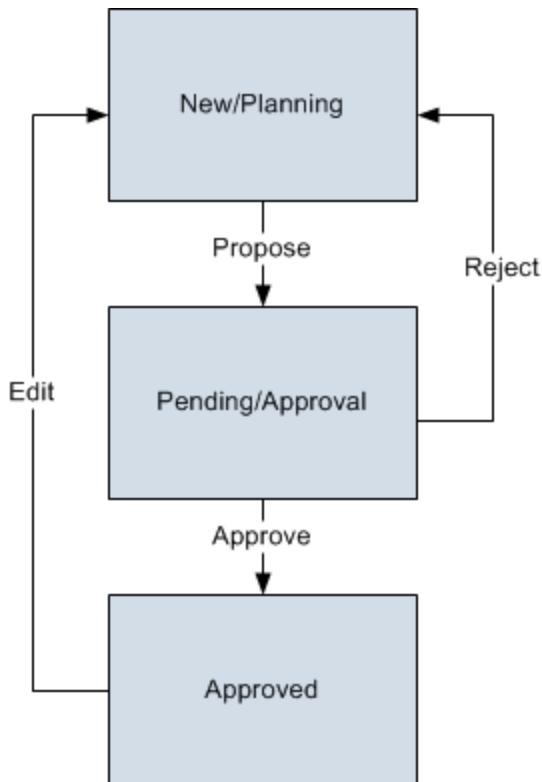 New/Planning
Propose
Reject
Edit
Pending/Approval
Approve
Approved